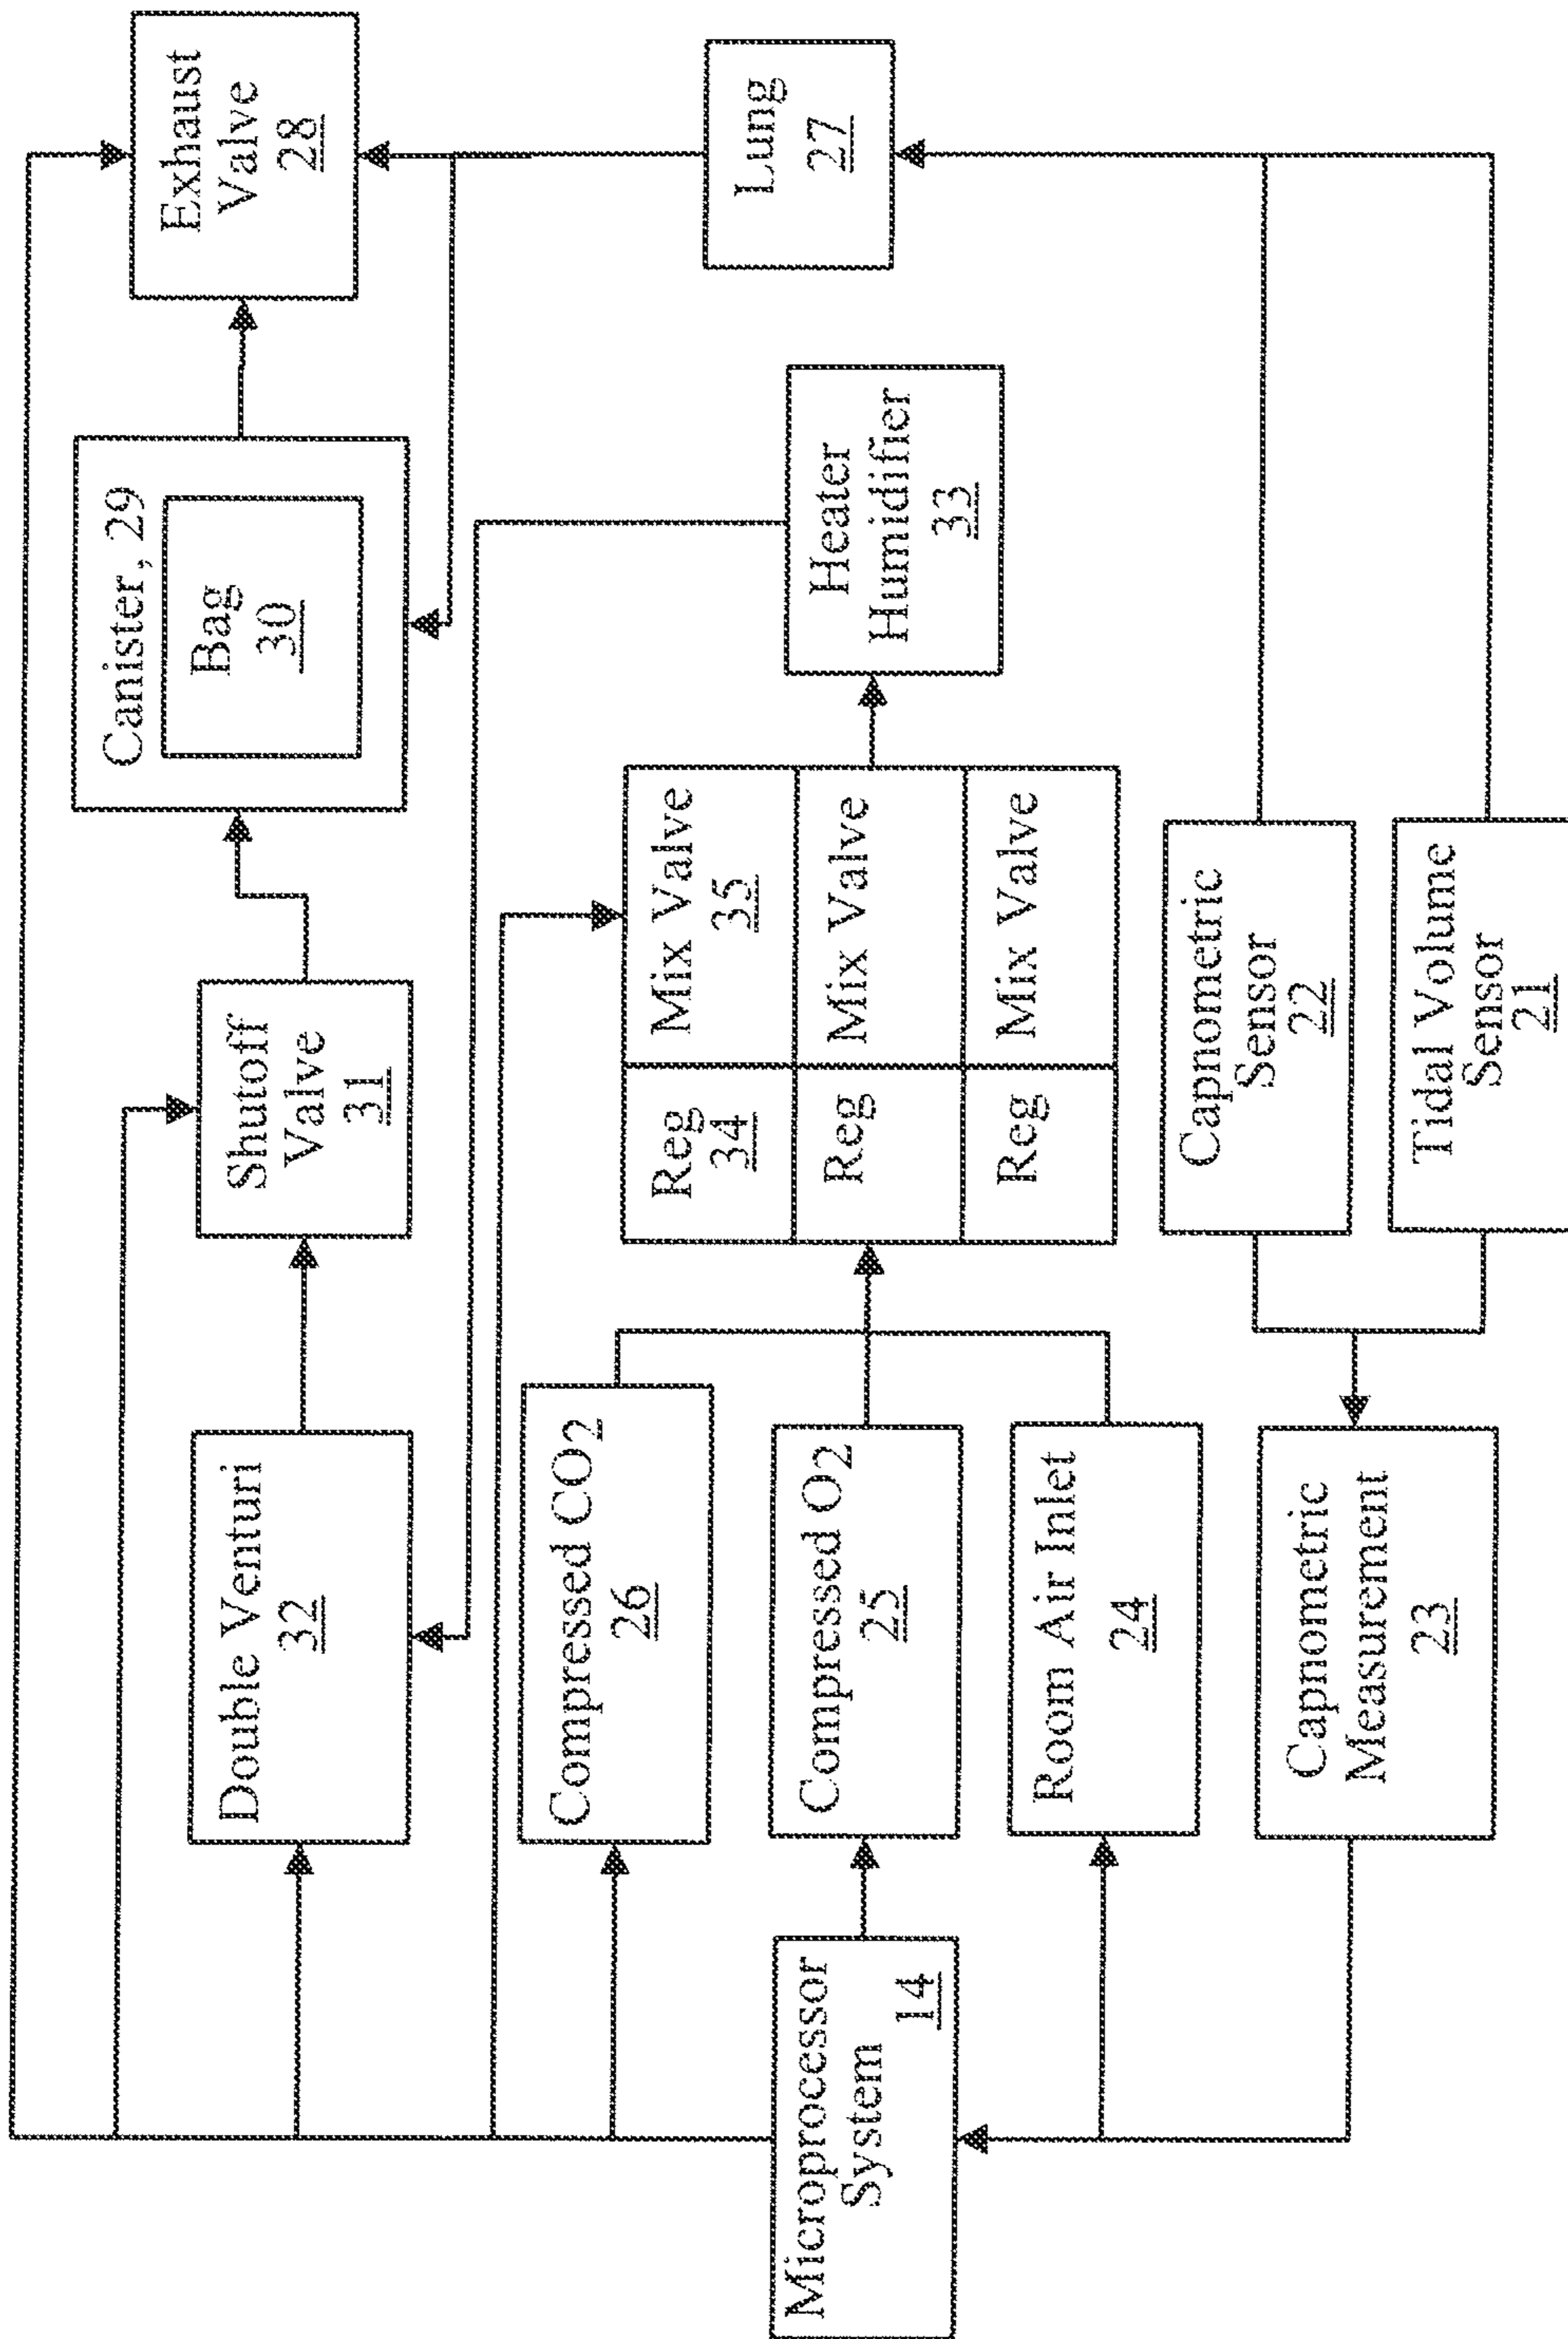 Exhaust
Valve
28
Canister, 29
Bag
30
Shutoff
Valve
31
Double Venturi
32
Lung
27
Heater
Humidifier
33
Mix Valve
35
Mix Valve
Mix Valve
Reg
34
Reg
Reg
Compressed CO2
26
Compressed O2
25
Room Air Inlet
24
Capnometric
Sensor
22
Tidal Volume
Sensor
21
Capnometric
Measurement
23
Microprocessor
System
14